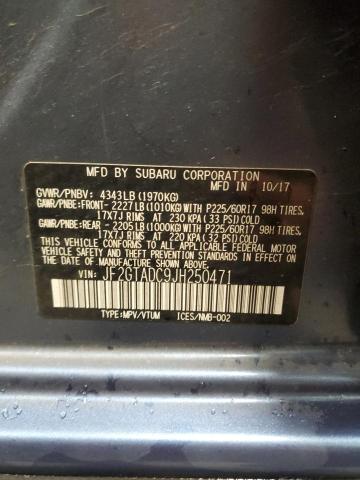 MFD BY SUBARU CORPORATION 10/17
GVWR/PNBV: 4343LB(1970KG)
GAWR/PNBE:FRONT- 2227LB(1010KG)WITH P225/60R17 98H TIRES,
17X7J RIMS AT 230 KPA(33 PSI)COLD
GAWR/PNBE:REAR - 2205LB(1000KG)WITH P225/60R17 98H TIRES,
17X7J RIMS AT 220 KPA(32 PSI)COLD
THIS VEHICLE CONFORMS TO ALL APPLICABLE FEDERAL MOTOR
VEHICLE SAFETY AND THEFT PREVENTION STANDARDS IN EFFECT
ON THE DATE OF MANUFACTURE SHOWN ABOVE.
VIN: JF2GTADC9JH250471
TYPE:MPV/VTUM ICES/NMB-002